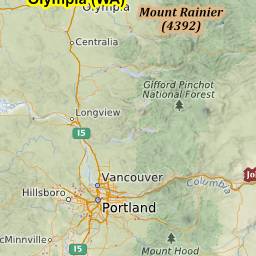 Olympia (WA)
Olympia
Mount Rainier
(4392)
Centralia
Gifford Pinchot
National Forest
Longview
I5
Vancouver
Hillsboro
Columbia
Jo
Portland
I5
McMinnville
Mount Hood